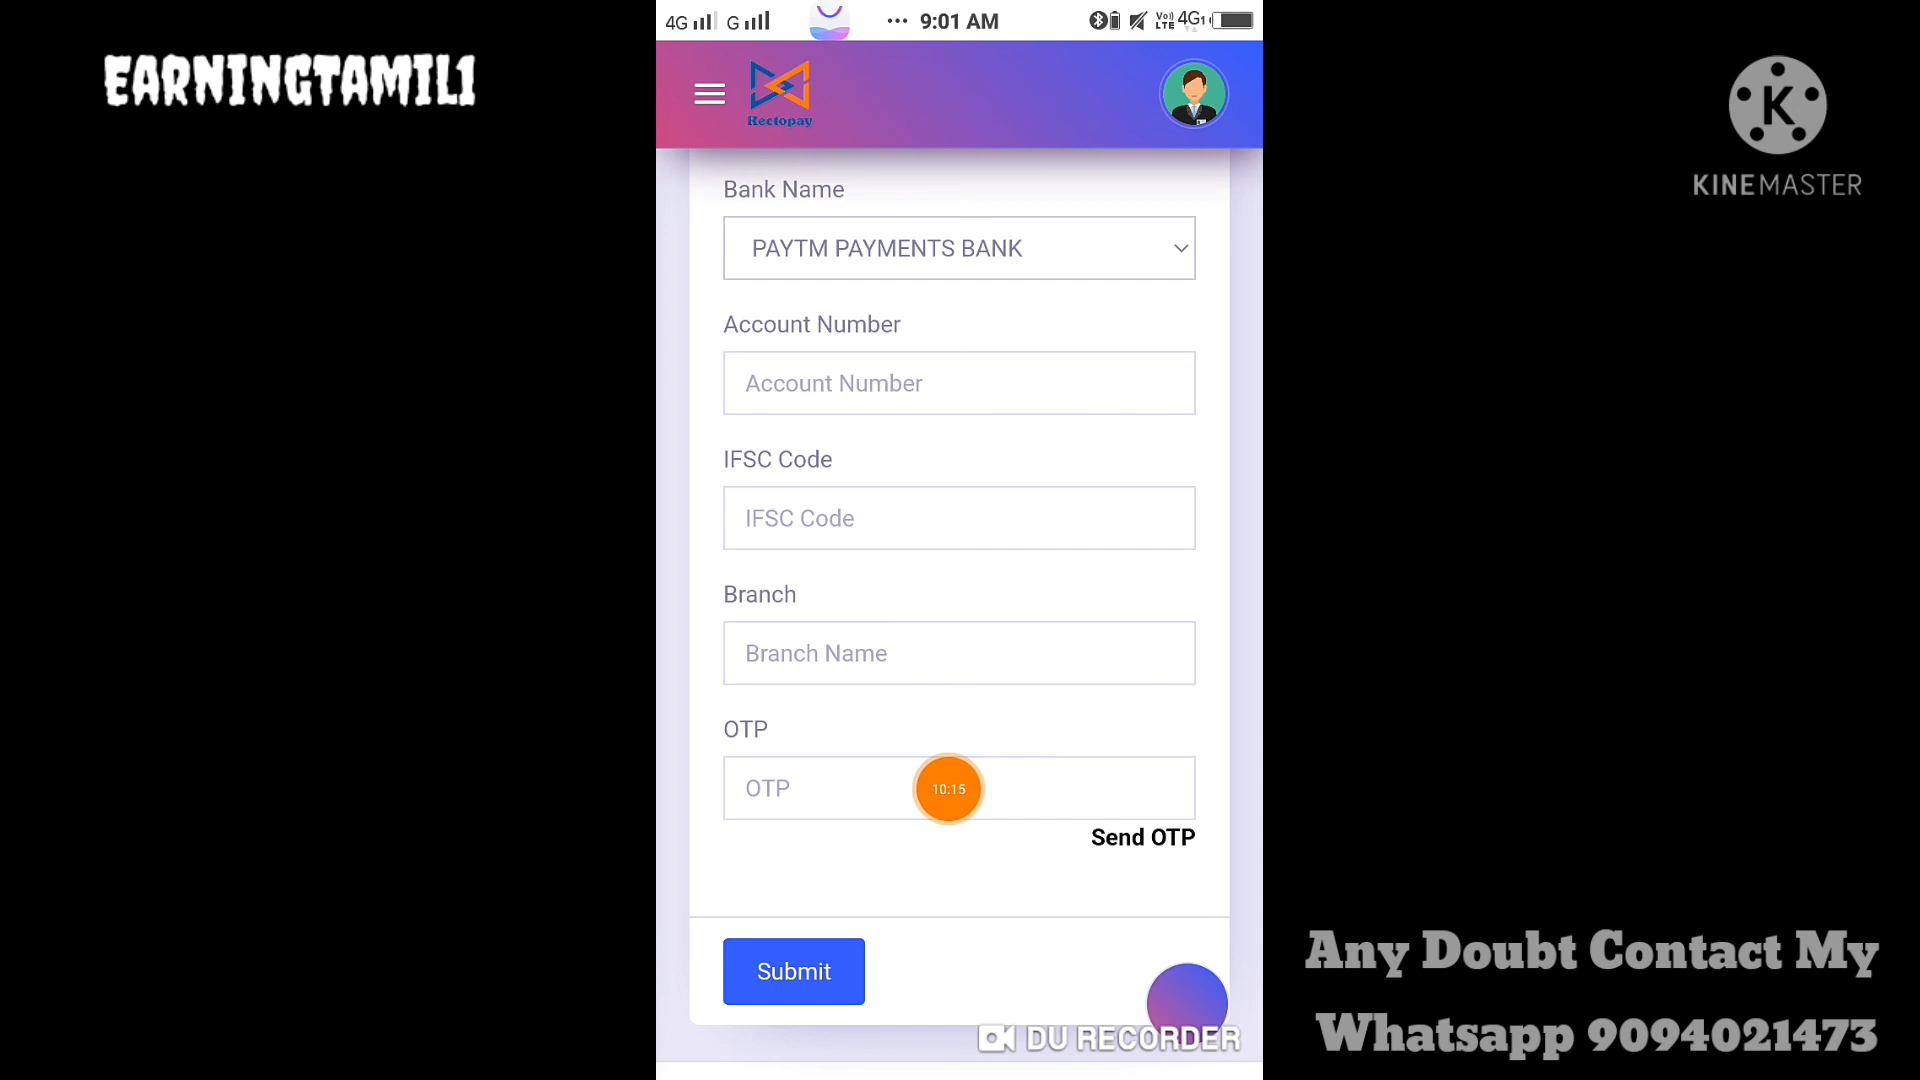 EARNINGTAMIL1
4G G ... 9:01 AM Vo)) LTE 4G
Rectopay
K
KINEMASTER
Bank Name
PAYTM PAYMENTS BANK
Account Number
Account Number
IFSC Code
IFSC Code
Branch
Branch Name
OTP
OTP
10:15
Send OTP
Submit
DU RECORDER
Any Doubt Contact My
Whatsapp 9094021473